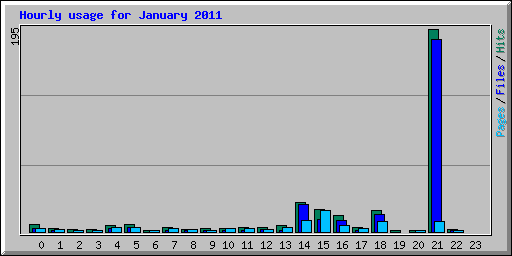 Hourly usage for January 2011
195
Pages/Files/Hits
0 1 2 3 4 5 6 7 8 9 10 11 12 13 14 15 16 17 18 19 20 21 22 23